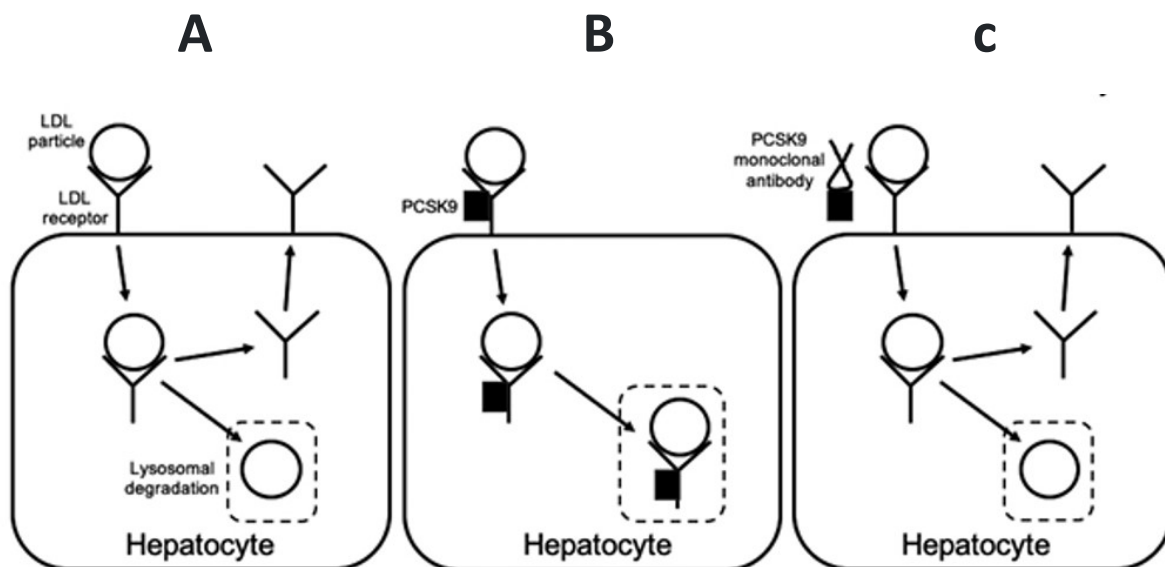 A
B
c
LDL
particle
LDL
receptor
Lysosomal
degradation
Hepatocyte
PCSK9
Hepatocyte
PCSK9
monoclonal
antibody
Hepatocyte